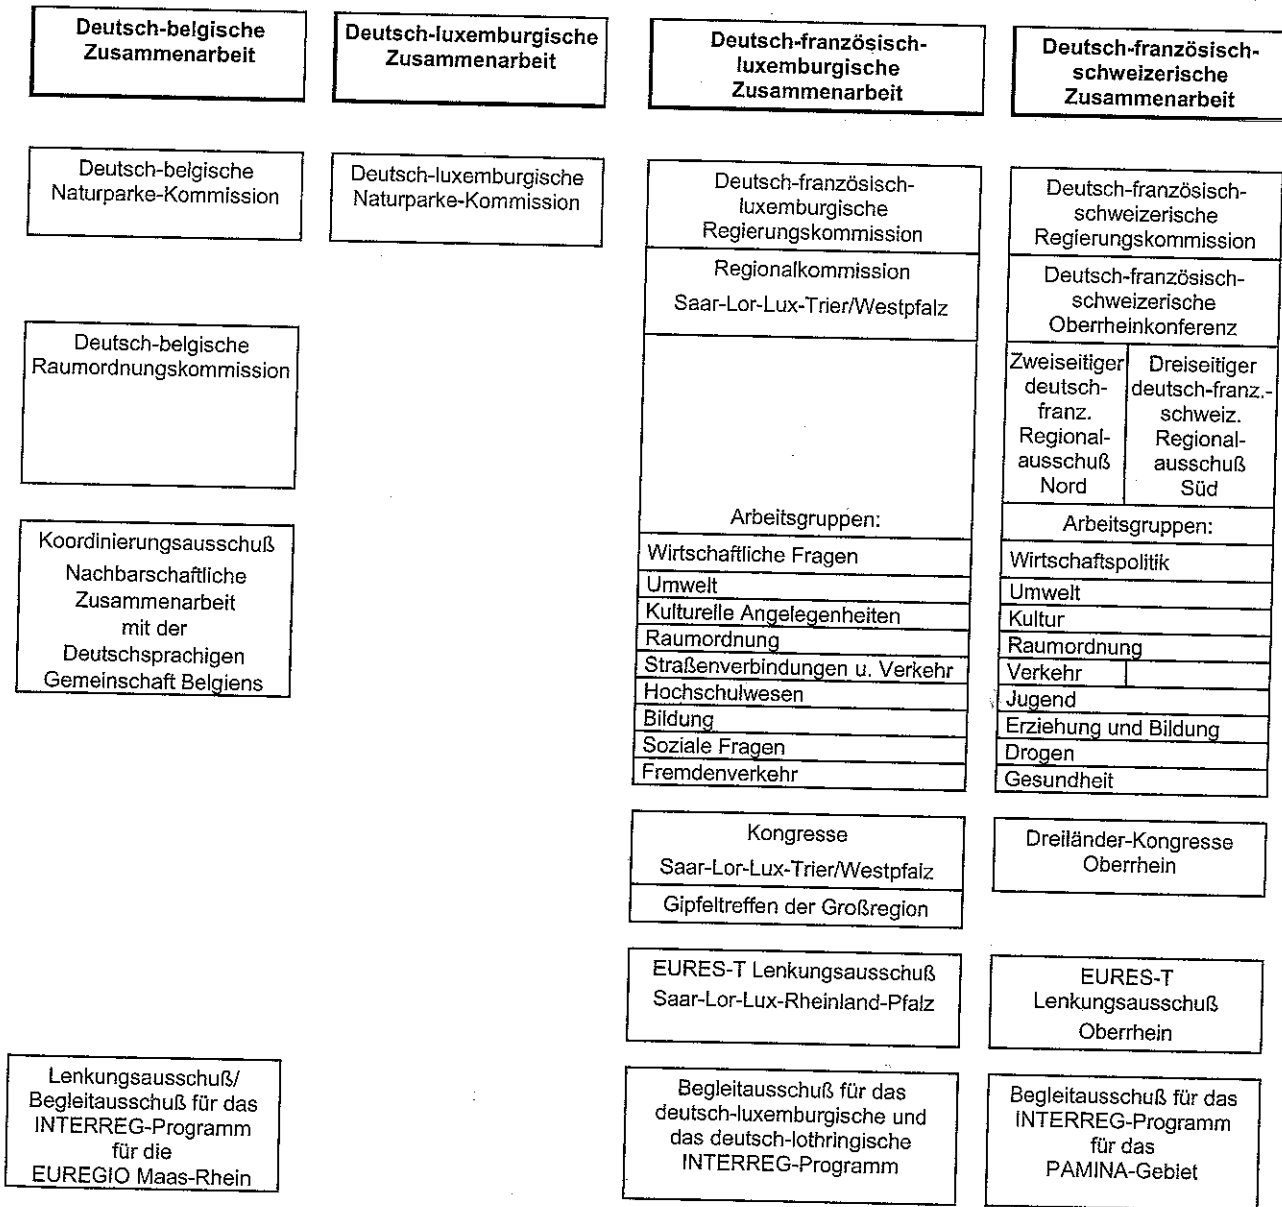 Deutsch-belgische
Zusammenarbeit
Deutsch-luxemburgische
Zusammenarbeit
Deutsch-französisch-
luxemburgische
Zusammenarbeit
Deutsch-französisch-
schweizerische
Zusammenarbeit
Deutsch-belgische
Naturparke-Kommission
Deutsch-luxemburgische
Naturparke-Kommission
Deutsch-französisch-
luxemburgische
Regierungskommission
Deutsch-französisch-
schweizerische
Regierungskommission
Regionalkommission
Saar-Lor-Lux-Trier/Westpfalz
Deutsch-französisch-
schweizerische
Oberrheinkonferenz
Deutsch-belgische
Raumordnungskommission
Zweiseitiger
deutsch-
franz.
Regional-
ausschuß
Nord
Dreiseitiger
deutsch-franz.-
schweiz.
Regional-
ausschuß
Süd
Koordinierungsausschuß
Nachbarschaftliche
Zusammenarbeit
mit der
Deutschsprachigen
Gemeinschaft Belgiens
Arbeitsgruppen:
Wirtschaftliche Fragen
Umwelt
Kulturelle Angelegenheiten
Raumordnung
Straßenverbindungen u. Verkehr
Hochschulwesen
Bildung
Soziale Fragen
Fremdenverkehr
Arbeitsgruppen:
Wirtschaftspolitik
Umwelt
Kultur
Raumordnung
Verkehr
Jugend
Erziehung und Bildung
Drogen
Gesundheit
Kongresse
Saar-Lor-Lux-Trier/Westpfalz
Gipfeltreffen der Großregion
Dreiländer-Kongresse
Oberrhein
EURES-T Lenkungsausschuß
Saar-Lor-Lux-Rheinland-Pfalz
EURES-T
Lenkungsausschuß
Oberrhein
Lenkungsausschuß/
Begleitausschuß für das
INTERREG-Programm
für die
EUREGIO Maas-Rhein
Begleitausschuß für das
deutsch-luxemburgische und
das deutsch-lothringische
INTERREG-Programm
Begleitausschuß für das
INTERREG-Programm
für das
PAMINA-Gebiet